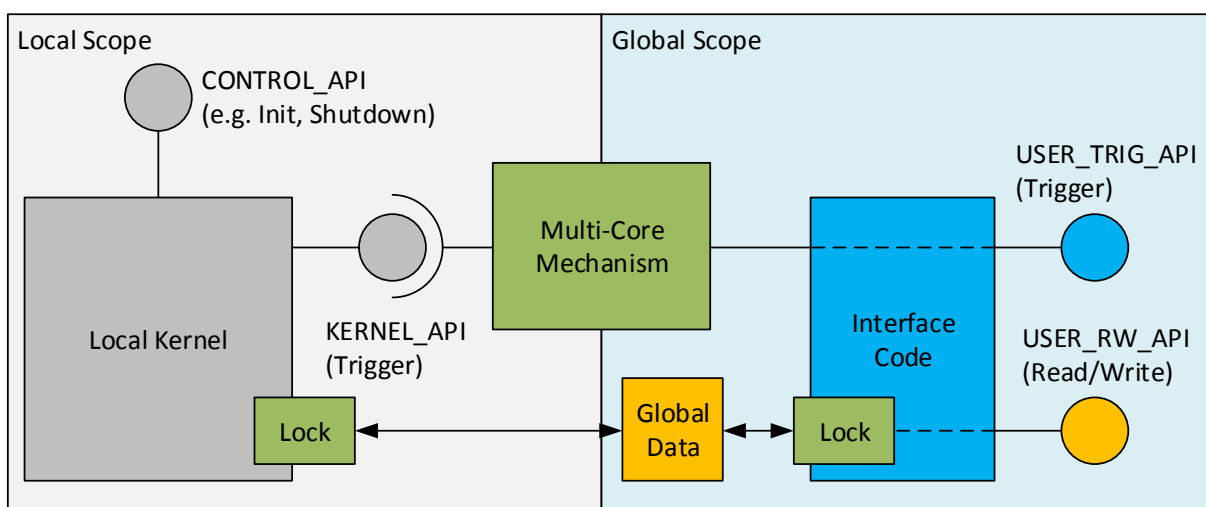 Local Scope
Global Scope
CONTROL_API
(e.g. Init, Shutdown)
USER_TRIG_API
(Trigger)
Multi-Core
Mechanism
Local Kernel
KERNEL_API
(Trigger)
Interface
Code
USER_RW_API
(Read/Write)
Lock
Global
Data
Lock